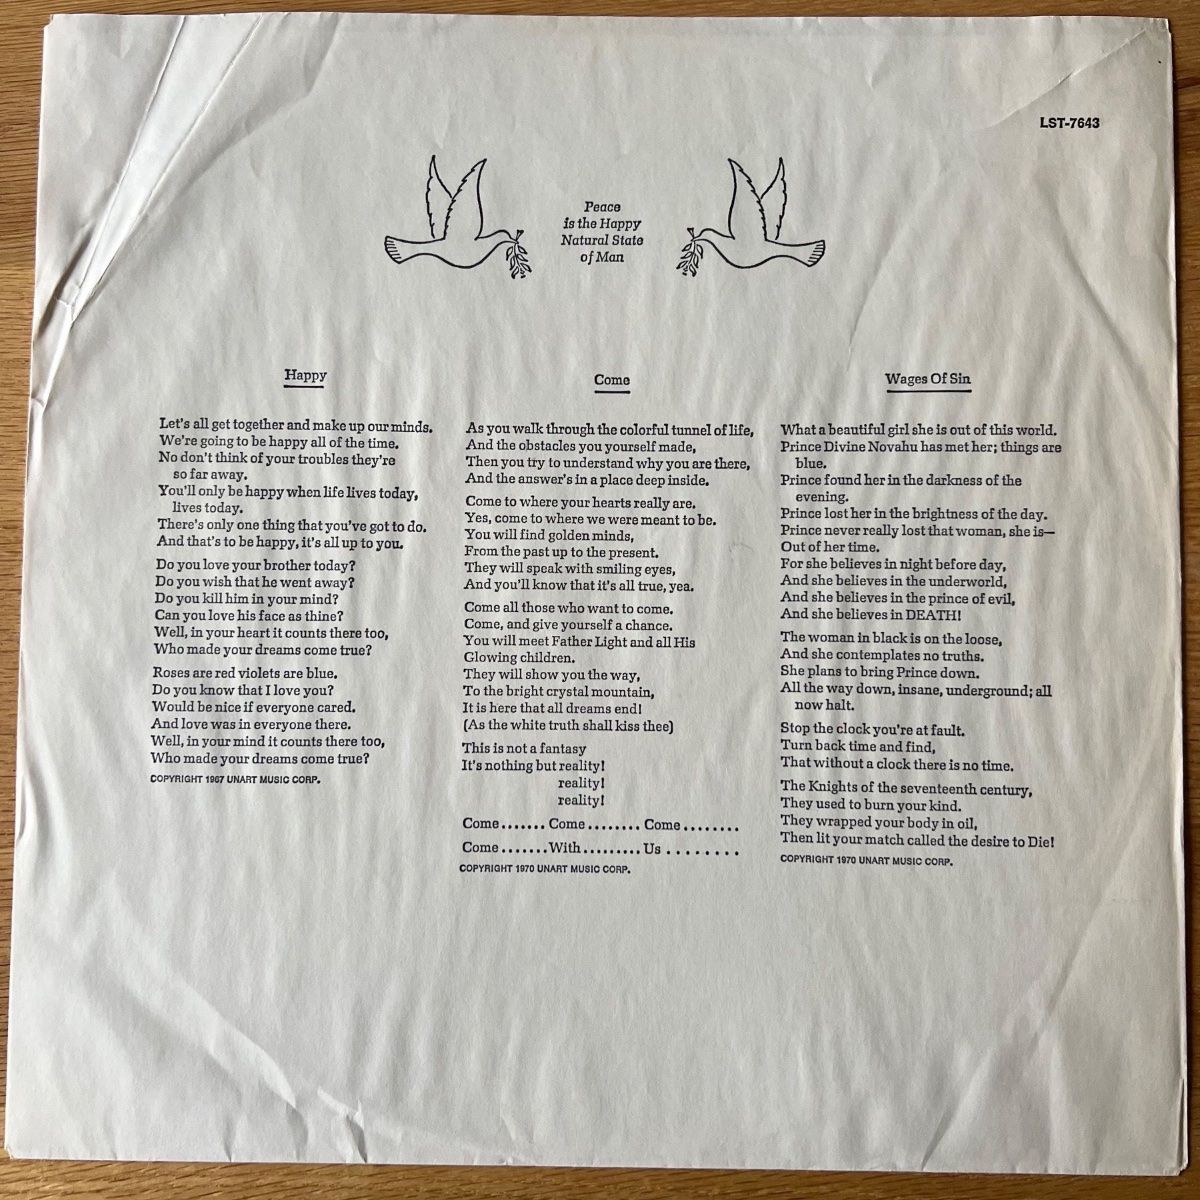 LST-7643
Peace
is the Happy
Natural State
of Man
Happy
Let's all get together and make up our minds.
We're going to be happy all of the time.
No don't think of your troubles they're
so far away.
You'll only be happy when life lives today,
lives today.
There's only one thing that you've got to do.
And that's to be happy, it's all up to you.
Do you love your brother today?
Do you wish that he went away?
Do you kill him in your mind?
Can you love his face as thine?
Well, in your heart it counts there too,
Who made your dreams come true?
Roses are red violets are blue.
Do you know that I love you?
Would be nice if everyone cared.
And love was in everyone there.
Well, in your mind it counts there too,
Who made your dreams come true?
COPYRIGHT 1967 UNART MUSIC CORP.
Come
As you walk through the colorful tunnel of life,
And the obstacles you yourself made,
Then you try to understand why you are there,
And the answer's in a place deep inside.
Come to where your hearts really are.
Yes, come to where we were meant to be.
You will find golden minds,
From the past up to the present.
They will speak with smiling eyes,
And you'll know that it's all true, yea.
Come all those who want to come.
Come, and give yourself a chance.
You will meet Father Light and all His
Glowing children.
They will show you the way,
To the bright crystal mountain,
It is here that all dreams end!
(As the white truth shall kiss thee)
This is not a fantasy
It's nothing but reality!
reality!
reality!
Come....... Come........ Come........
Come.......With.........Us........
COPYRIGHT 1970 UNART MUSIC CORP.
Wages Of Sin
What a beautiful girl she is out of this world.
Prince Divine Novahu has met her; things are
blue.
Prince found her in the darkness of the
evening.
Prince lost her in the brightness of the day.
Prince never really lost that woman, she is—
Out of her time.
For she believes in night before day,
And she believes in the underworld,
And she believes in the prince of evil,
And she believes in DEATH!
The woman in black is on the loose,
And she contemplates no truths.
She plans to bring Prince down.
All the way down, insane, underground; all
now halt.
Stop the clock you're at fault.
Turn back time and find,
That without a clock there is no time.
The Knights of the seventeenth century,
They used to burn your kind.
They wrapped your body in oil,
Then lit your match called the desire to Die!
COPYRIGHT 1970 UNART MUSIC CORP.